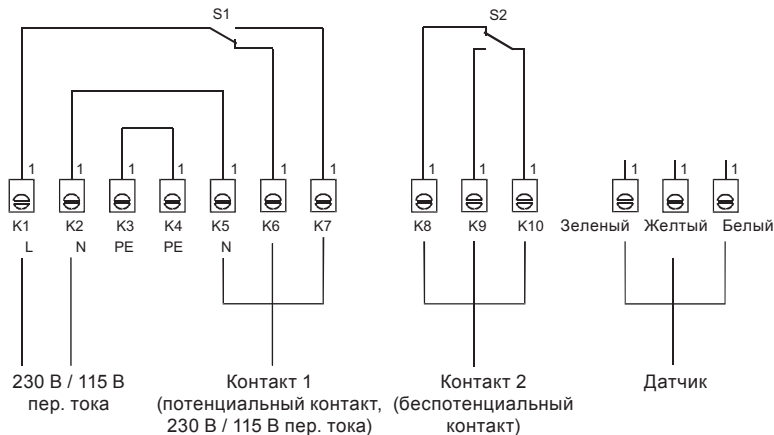 S1 S2
1 1 1 1 1 1 1 1 1 1 1 1 1
K1 K2 K3 K4 K5 K6 K7 K8 K9 K10 Зеленый Желтый Белый
L N PE PE N
230 В / 115 В
пер. тока
Контакт 1
(потенциальный контакт,
230 В / 115 В пер. тока)
Контакт 2
(беспотенциальный
контакт)
Датчик